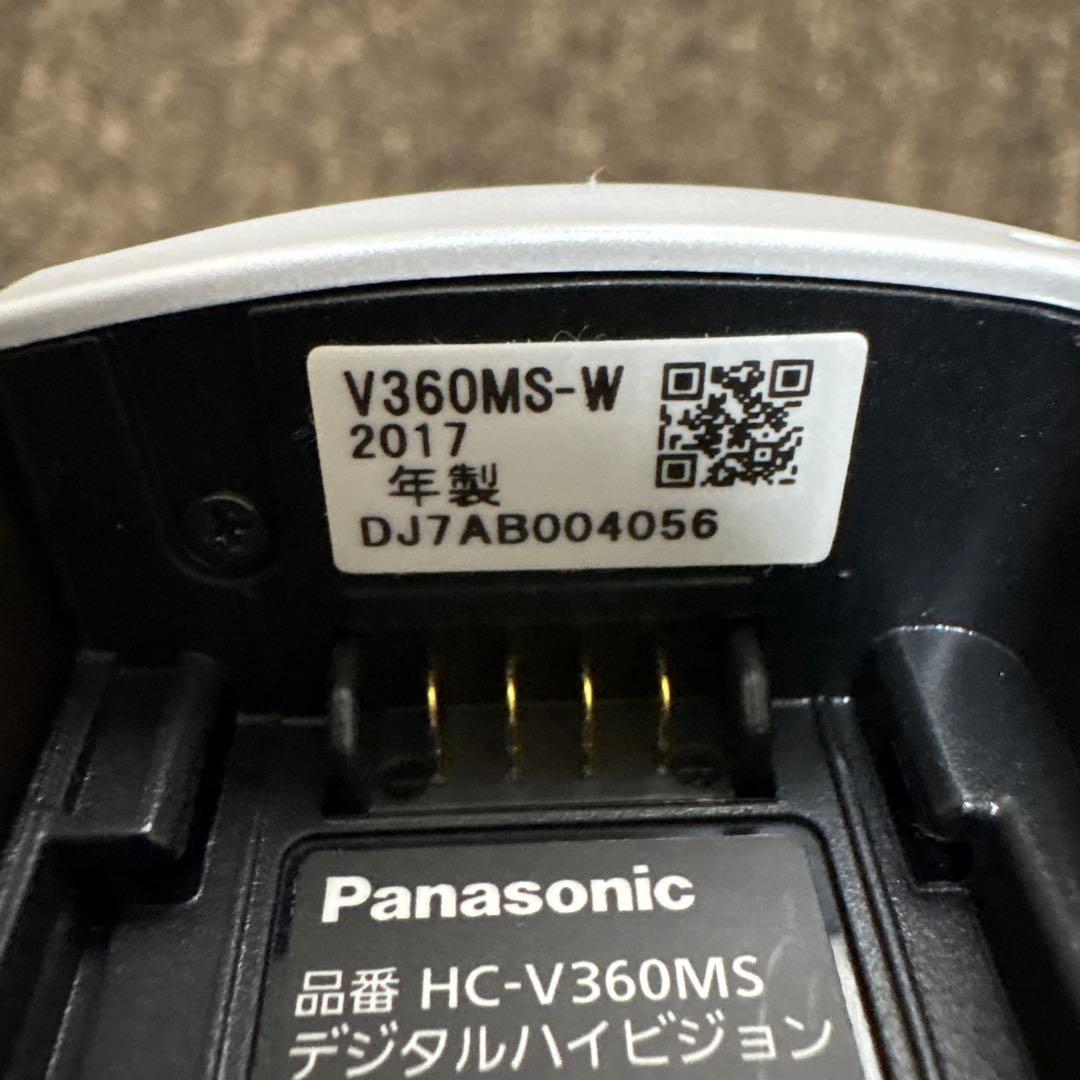 V360MS-W
2017
年製
DJ7AB004056
Panasonic
品番 HC-V360MS
デジタルハイビジョン